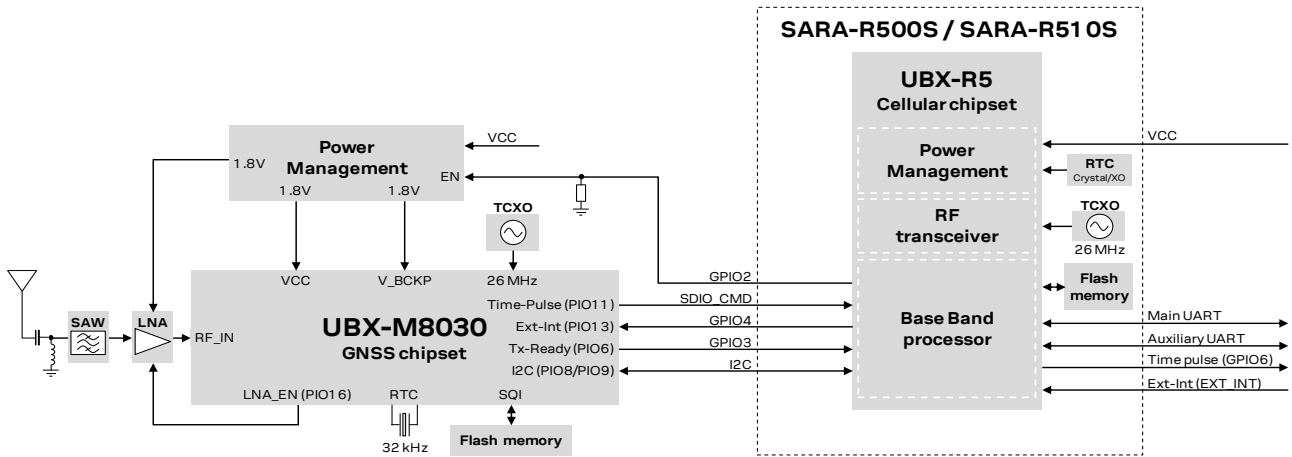 SARA-R500S / SARA-R510S
UBX-R5
Cellular chipset
Power
Management
RF
transceiver
Base Band
processor
VCC
RTC
Crystal/XO
TCXO
26 MHz
Flash
memory
Main UART
Auxiliary UART
Time pulse (GPIO6)
Ext-Int (EXT_INT)
Power
Management
1.8V
1.8V
1.8V
VCC
EN
TCXO
26 MHz
VCC
V_BCKP
GPIO2
SDIO_CMD
GPIO4
GPIO3
I2C
Time-Pulse (PIO11)
Ext-Int (PIO13)
Tx-Ready (PIO6)
I2C (PIO8/PIO9)
UBX-M8030
GNSS chipset
SAW
LNA
RF_IN
LNA_EN (PIO16)
RTC
SQI
32 kHz
Flash memory